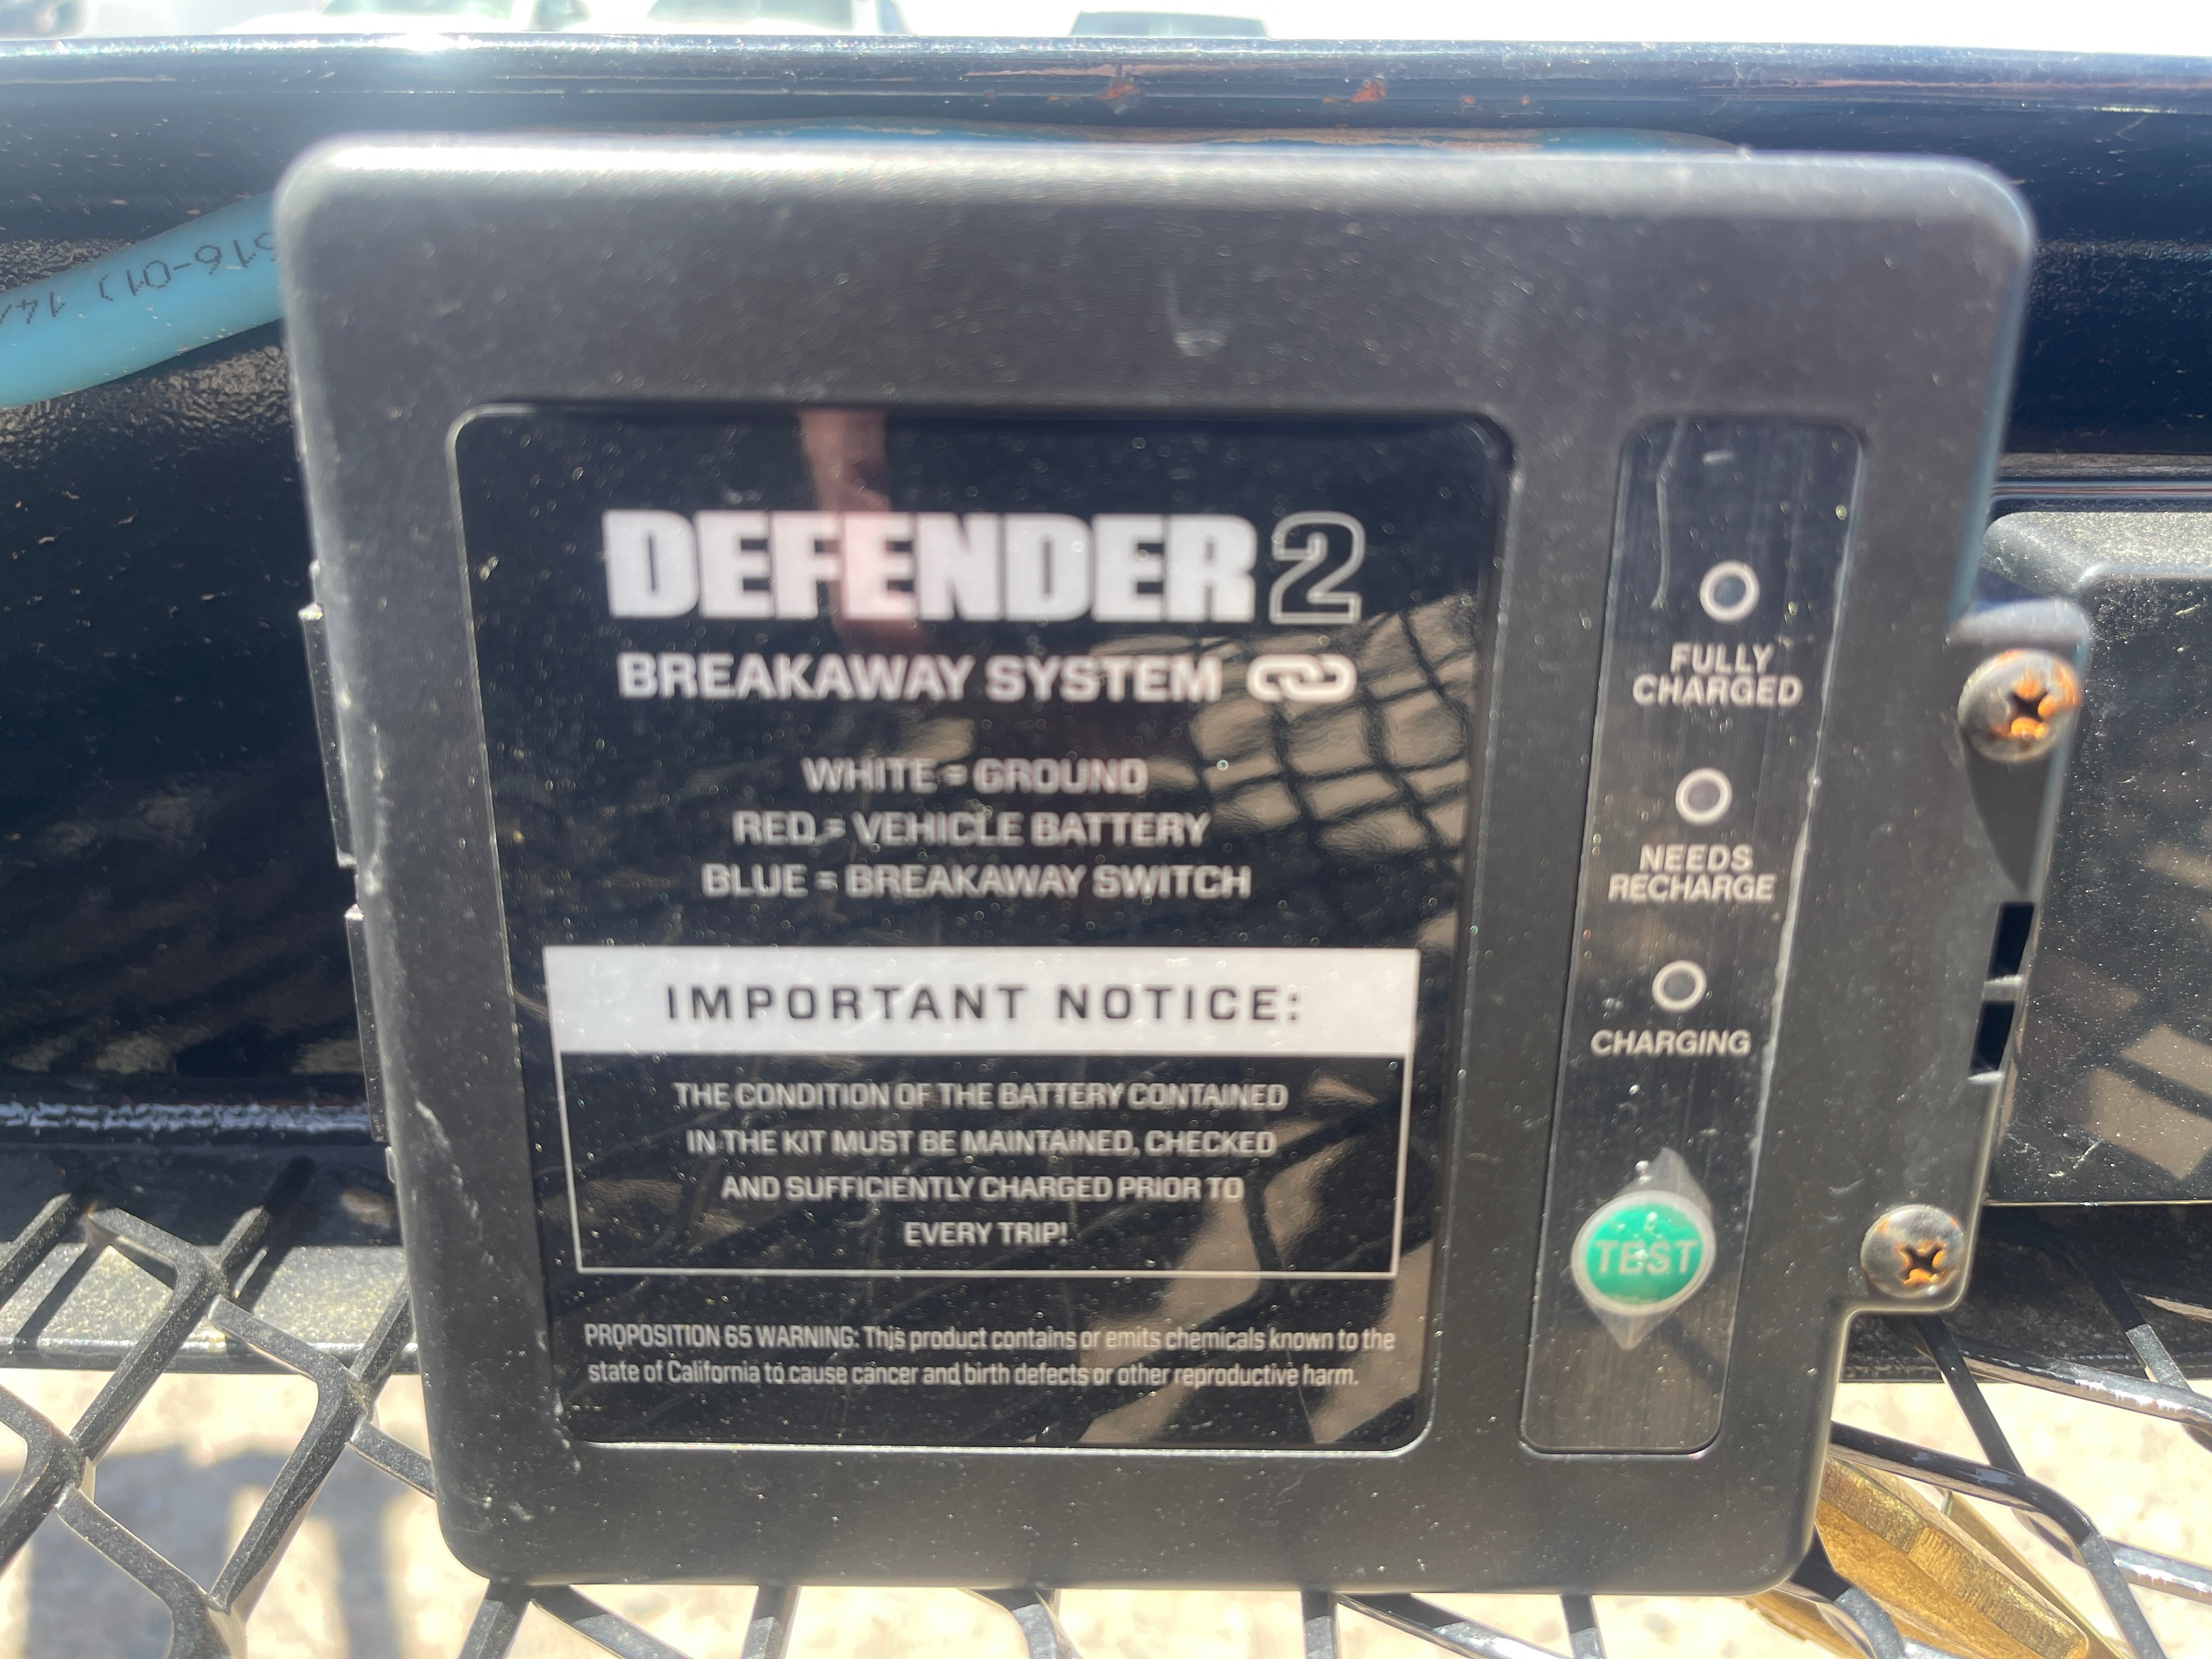 516-01) 14
DEFENDER 2
BREAKAWAY SYSTEM
WHITE = GROUND
RED = VEHICLE BATTERY
BLUE = BREAKAWAY SWITCH
IMPORTANT NOTICE:
THE CONDITION OF THE BATTERY CONTAINED
IN THE KIT MUST BE MAINTAINED, CHECKED
AND SUFFICIENTLY CHARGED PRIOR TO
EVERY TRIP!
PROPOSITION 65 WARNING: This product contains or emits chemicals known to the
state of California to cause cancer and birth defects or other reproductive harm.
FULLY
CHARGED
NEEDS
RECHARGE
CHARGING
TEST